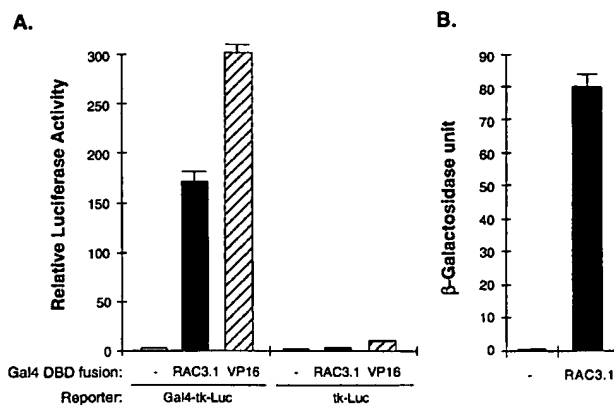 A.
Relative Luciferase Activity
300
250
200
150
100
50
0
Gal4 DBD fusion: - RAC3.1 VP16 - RAC3.1 VP16
Reporter: Gal4-tk-Luc tk-Luc
B.
β-Galactosidase unit
90
80
70
60
50
40
30
20
10
0
- RAC3.1